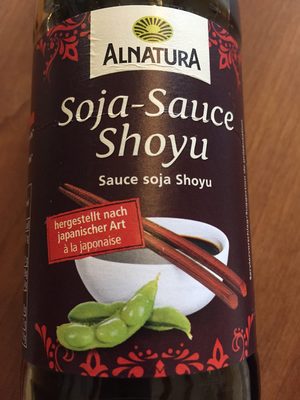 ALNATURA
Soja-Sauce
Shoyu
Sauce soja Shoyu
hergestellt nach
japanischer Art
à la japonaise